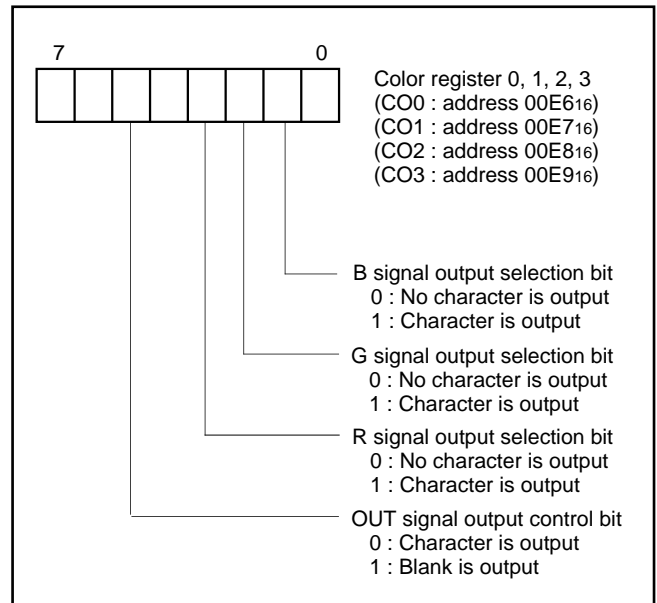 7 0
Color register 0, 1, 2, 3
(CO0 : address 00E616)
(CO1 : address 00E716)
(CO2 : address 00E816)
(CO3 : address 00E916)
B signal output selection bit
0 : No character is output
1 : Character is output
G signal output selection bit
0 : No character is output
1 : Character is output
R signal output selection bit
0 : No character is output
1 : Character is output
OUT signal output control bit
0 : Character is output
1 : Blank is output